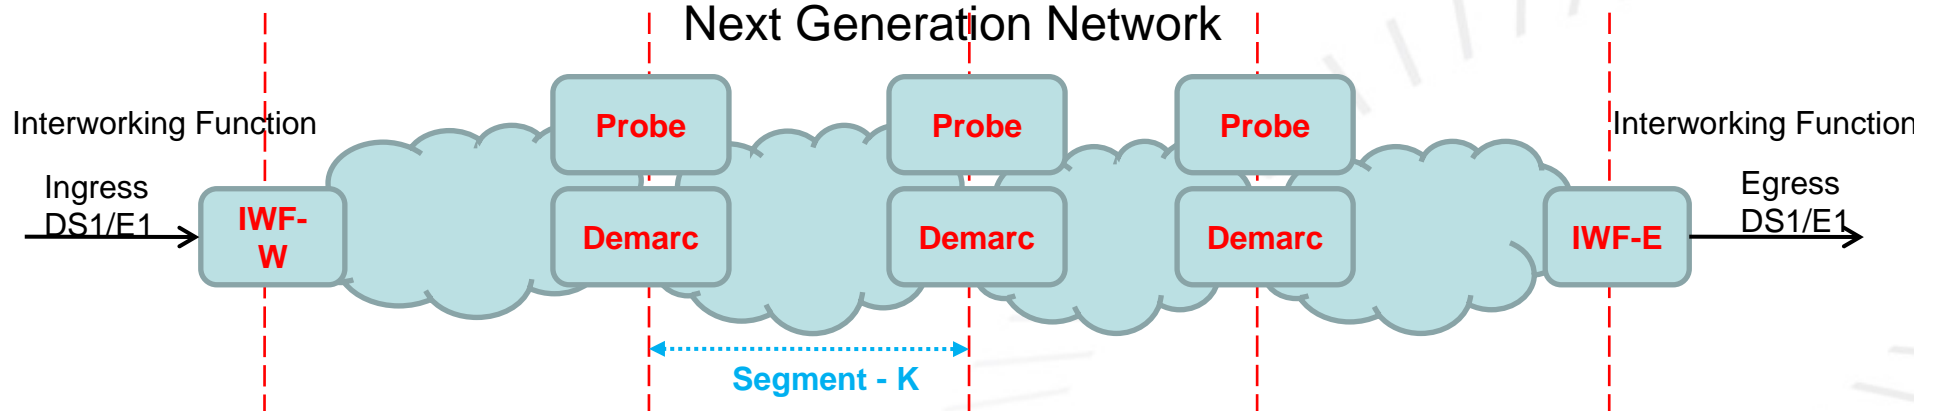 Next Generation Network
Probe
Probe
Probe
Interworking Function
Interworking Function
Ingress
DS1/E1
Egress
DS1/E1
IWF-
W
Demarc
Demarc
Demarc
IWF-E
Segment - K